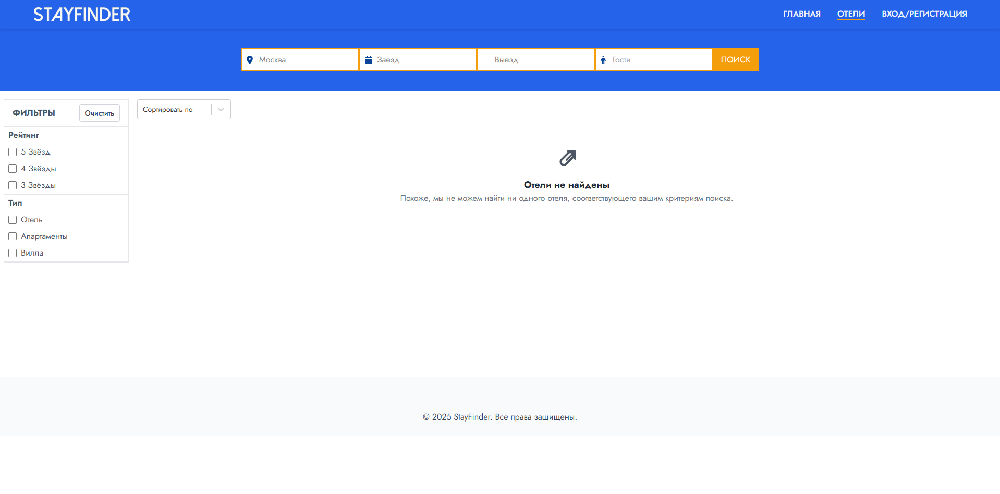 STAYFINDER
ГЛАВНАЯ ОТЕЛИ ВХОД/РЕГИСТРАЦИЯ
Москва Заезд Выезд Гости ПОИСК
ФИЛЬТРЫ Очистить
Сортировать по
Рейтинг
5 Звёзд
4 Звёзды
3 Звёзды
Тип
Отель
Апартаменты
Вилла
Отели не найдены
Похоже, мы не можем найти ни одного отеля, соответствующего вашим критериям поиска.
© 2025 StayFinder. Все права защищены.